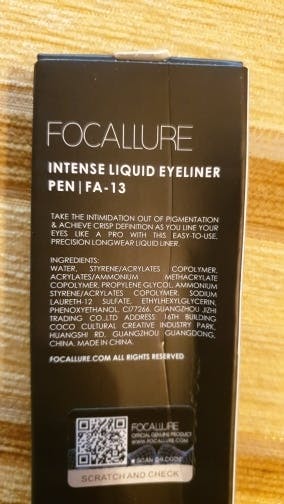 FOCALLURE
INTENSE LIQUID EYELINER
PEN | FA-13
TAKE THE INTIMIDATION OUT OF PIGMENTATION
& ACHIEVE CRISP DEFINITION AS YOU LINE YOUR
EYES LIKE A PRO WITH THIS EASY-TO-USE,
PRECISION LONGWEAR LIQUID LINER.
INGREDIENTS:
WATER, STYRENE/ACRYLATES COPOLYMER,
ACRYLATES/AMMONIUM METHACRYLATE
COPOLYMER, PROPYLENE GLYCOL, AMMONIUM
STYRENE/ACRYLATES COPOLYMER, SODIUM
LAURETH-12 SULFATE, ETHYLHEXYLGLYCERIN,
PHENOXYETHANOL, CI77266. GUANGZHOU JIZHI
TRADING CO.,LTD ADDRESS: 16TH BUILDING
COCO CULTURAL CREATIVE INDUSTRY PARK,
HUANGSHI RD, GUANGZHOU GUANGDONG,
CHINA. MADE IN CHINA.
FOCALLURE.COM ALL RIGHTS RESERVED
FOCALLURE
OFFICIAL GENUINE PRODUCT
WWW.FOCALLURE.COM
SCAN QR CODE
SCRATCH AND CHECK